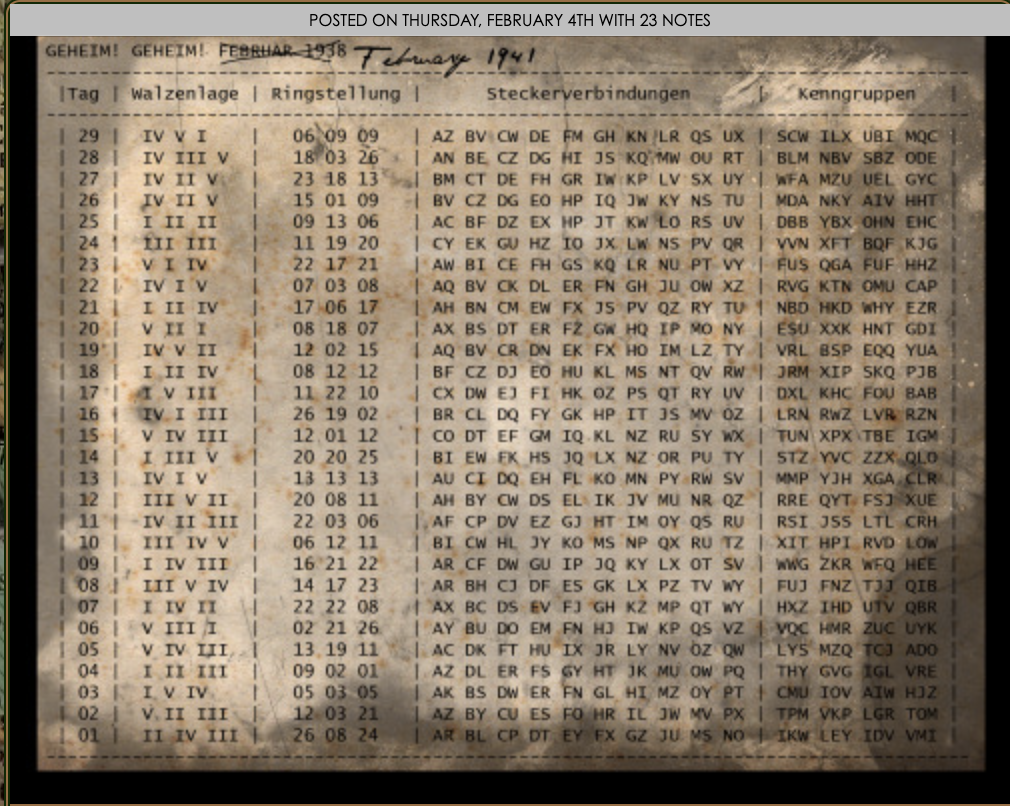 POSTED ON THURSDAY, FEBRUARY 4TH WITH 23 NOTES
GEHEIM! GEHEIM! FEBRUAR 1938 February 1941
|Tag | Walzenlage | Ringstellung | Steckerverbindungen | Kenngruppen
| 29 | IV V I | 06 09 09 | AZ BV CW DE FM GH KN LR QS UX | SCW ILX UBI MQC |
| 28 | IV III V | 18 03 26 | AN BE CZ DG HI JS KQ MW OU RT | BLM NBV SBZ ODE |
| 27 | IV II V | 23 18 13 | BM CT DE FH GR IW KP LV SX UY | WFA MZU UEL GYC |
| 26 | IV II V | 15 01 09 | BV CZ DG EO HP IQ JW KY NS TU | MDA NKY AIV HHT |
| 25 | I II II | 09 13 06 | AC BF DZ EX HP JT KW LO RS UV | DBB YBX OHN EHC |
| 24 | III III | 11 19 20 | CY EK GU HZ IO JX LW NS PV QR | VVN XFT BQF KJG |
| 23 | V I IV | 22 17 21 | AW BI CE FH GS KQ LR NU PT VY | FUS QGA FUF HHZ |
| 22 | IV I V | 07 03 08 | AQ BV CK DL ER FN GH JU OW XZ | RVG KTN OMU CAP |
| 21 | I II IV | 17 06 17 | AH BN CM EW FX JS PV QZ RY TU | NBD HKD WHY EZR |
| 20 | V II I | 08 18 07 | AX BS DT ER FZ GW HQ IP MO NY | ESU XXK HNT GDI |
| 19 | IV V II | 12 02 15 | AQ BV CR DN EK FX HO IM LZ TY | VRL BSP EQQ YUA |
| 18 | I II IV | 08 12 12 | BF CZ DJ EO HU KL MS NT QV RW | JRM XIP SKQ PJB |
| 17 | I V III | 11 22 10 | CX DW EJ FI HK OZ PS QT RY UV | DXL KHC FOU BAB |
| 16 | IV I III | 26 19 02 | BR CL DQ FY GK HP IT JS MV OZ | LRN RWZ LVR RZN |
| 15 | V IV III | 12 01 12 | CO DT EF GM IQ KL NZ RU SY WX | TUN XPX TBE IGM |
| 14 | I III V | 20 20 25 | BI EW FK HS JQ LX NZ OR PU TY | STZ YVC ZZX QLO |
| 13 | IV I V | 13 13 13 | AU CI DQ EH FL KO MN PY RW SV | MMP YJH XGA CLR |
| 12 | III V II | 20 08 11 | AH BY CW DS EL IK JV MU NR QZ | RRE QYT FSJ XUE |
| 11 | IV II III | 22 03 06 | AF CP DV EZ GJ HT IM OY QS RU | RSI JSS LTL CRH |
| 10 | III IV V | 06 12 11 | BI CW HL JY KO MS NP QX RU TZ | XIT HPI RVD LOW |
| 09 | I IV III | 16 21 22 | AR CF DW GU IP JQ KY LX OT SV | WWG ZKR WFQ HEE |
| 08 | III V IV | 14 17 23 | AR BH CJ DF ES GK LX PZ TV WY | FUJ FNZ TJJ QIB |
| 07 | I IV II | 22 22 08 | AX BC DS EV FJ GH KZ MP QT WY | HXZ IHD UTV QBR |
| 06 | V III I | 02 21 26 | AY BU DO EM FN HJ IW KP QS VZ | VQC HMR ZUC UYK |
| 05 | V IV III | 13 19 11 | AC DK FT HU IX JR LY NV OZ QW | LYS MZQ TCJ ADO |
| 04 | I II III | 09 02 01 | AZ DL ER FS GY HT JK MU OW PQ | THY GVG IGL VRE |
| 03 | I V IV | 05 03 05 | AK BS DW ER FN GL HI MZ OY PT | CMU IOV AIW HJZ |
| 02 | V II III | 12 03 21 | AZ BY CU ES FO HR IL JW MV PX | TPM VKP LGR TOM |
| 01 | II IV III | 26 08 24 | AR BL CP DT EY FX GZ JU MS NO | IKW LEY IDV VMI |